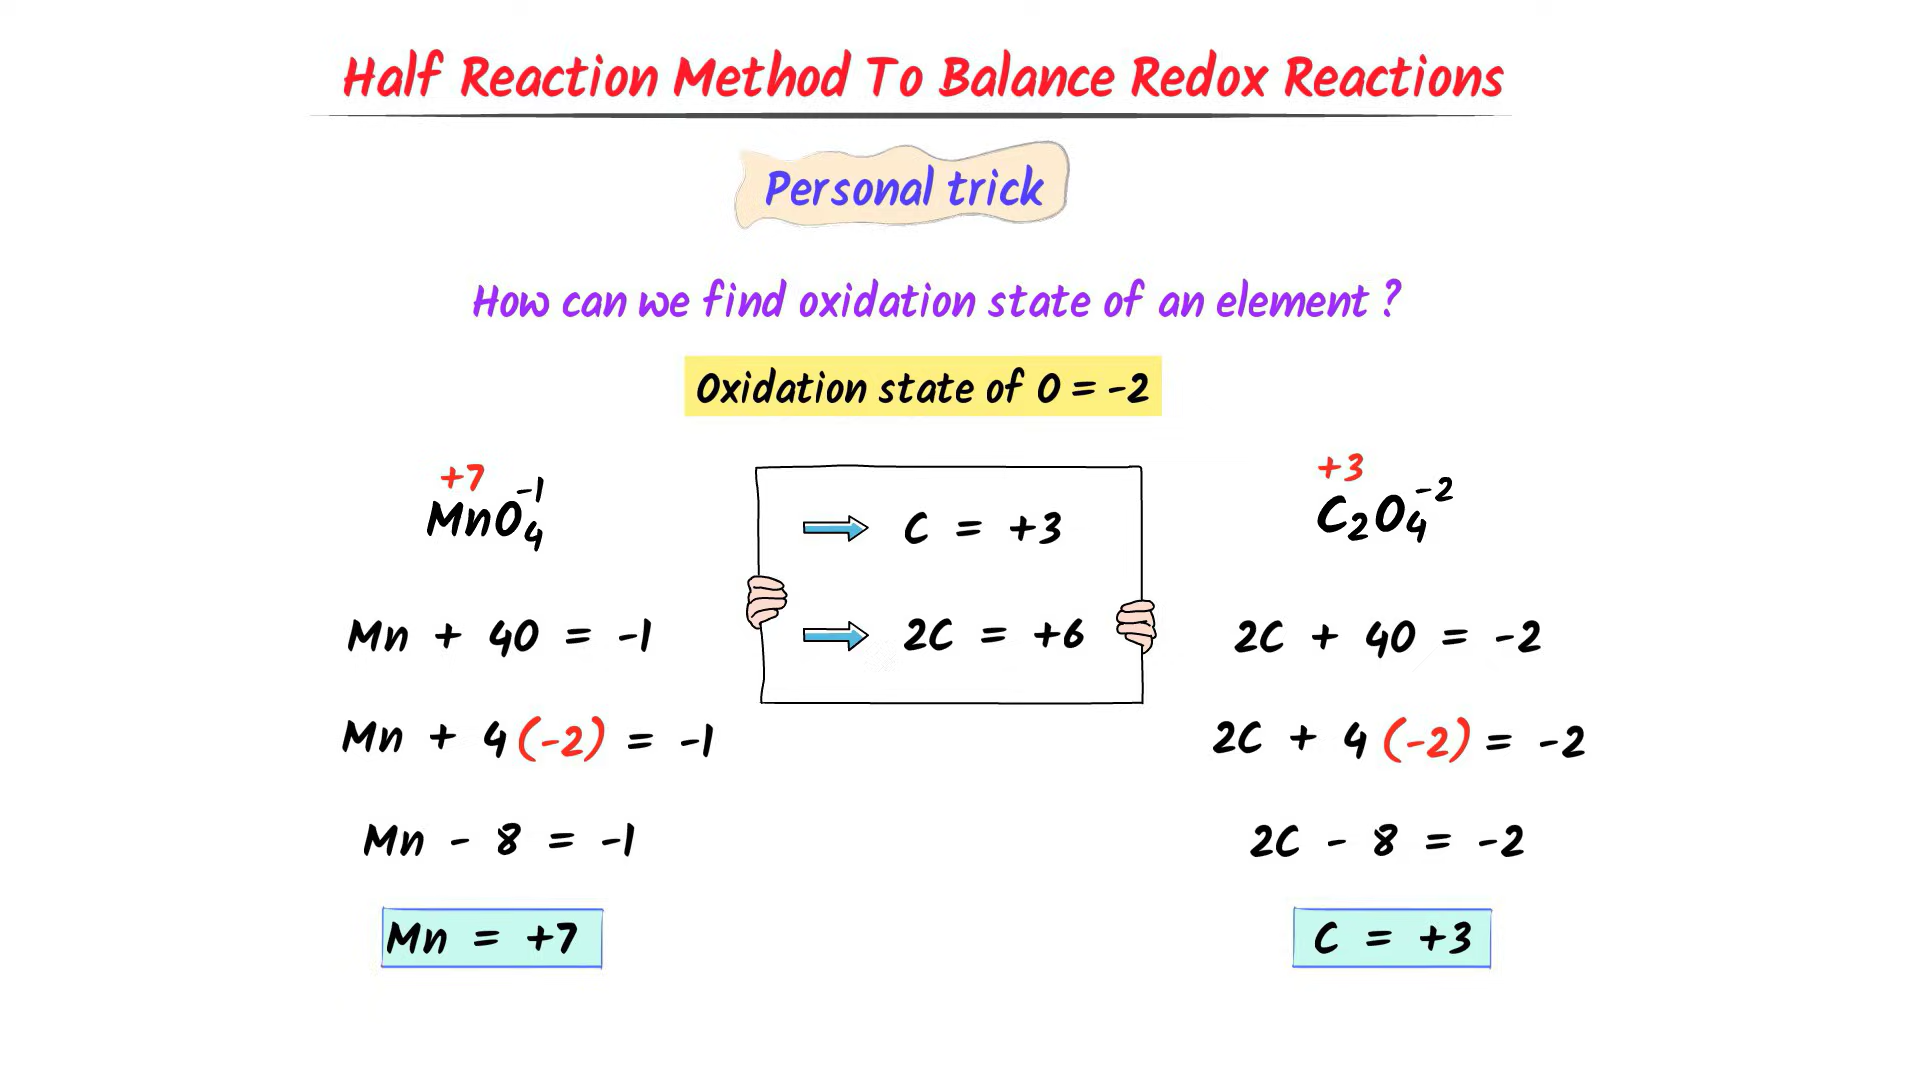 Half Reaction Method To Balance Redox Reactions
Personal trick
How can we find oxidation state of an element ?
Oxidation state of O = -2
+7
MnO₄⁻¹
Mn + 4O = -1
Mn + 4(-2) = -1
Mn - 8 = -1
Mn = +7
C = +3
2C = +6
+3
C₂O₄⁻²
2C + 4O = -2
2C + 4(-2) = -2
2C - 8 = -2
C = +3